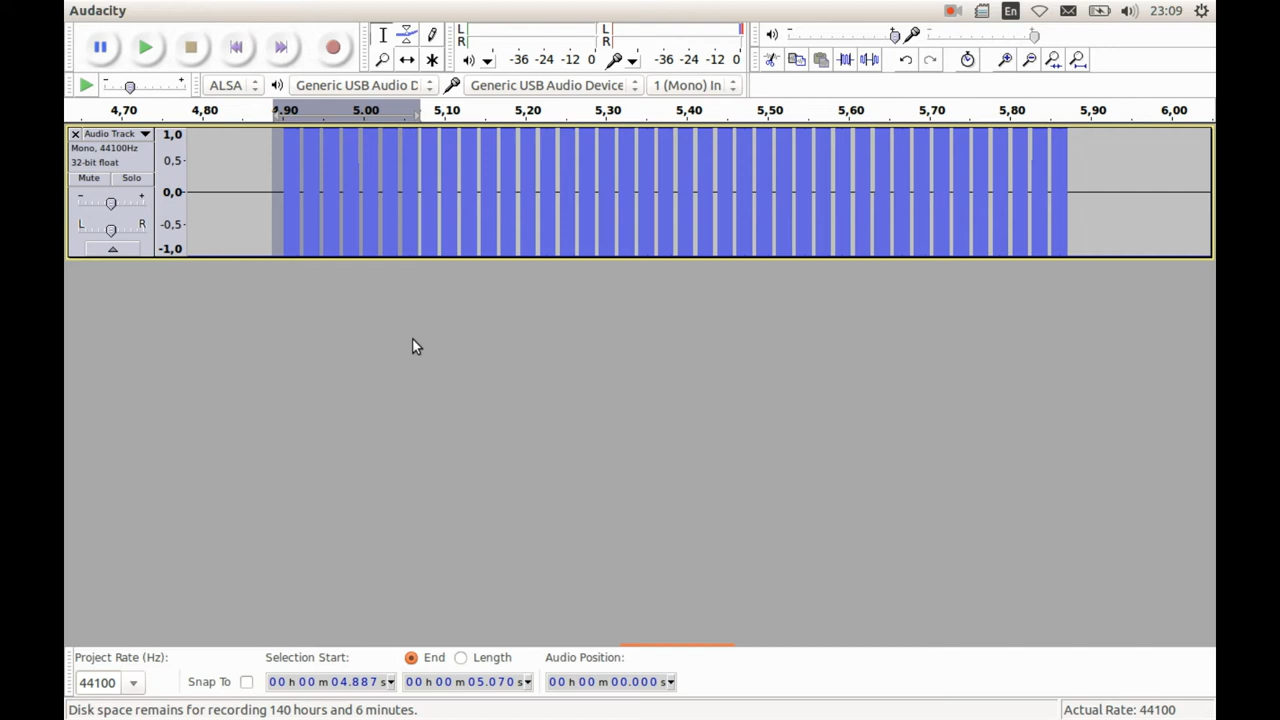 Audacity
En
23:09
L
R
L
R
-36 -24 -12 0
-36 -24 -12 0
- +
ALSA
Generic USB Audio D
Generic USB Audio Device
1 (Mono) In
4,70 4,80 4,90 5,00 5,10 5,20 5,30 5,40 5,50 5,60 5,70 5,80 5,90 6,00
Audio Track
Mono, 44100Hz
32-bit float
Mute Solo
- +
L R
1,0
0,5-
0,0
-0,5-
-1,0
Project Rate (Hz):
44100
Snap To
Selection Start:
00 h 00 m 04.887 s
End
Length
00 h 00 m 05.070 s
Audio Position:
00 h 00 m 00.000 s
Disk space remains for recording 140 hours and 6 minutes.
Actual Rate: 44100